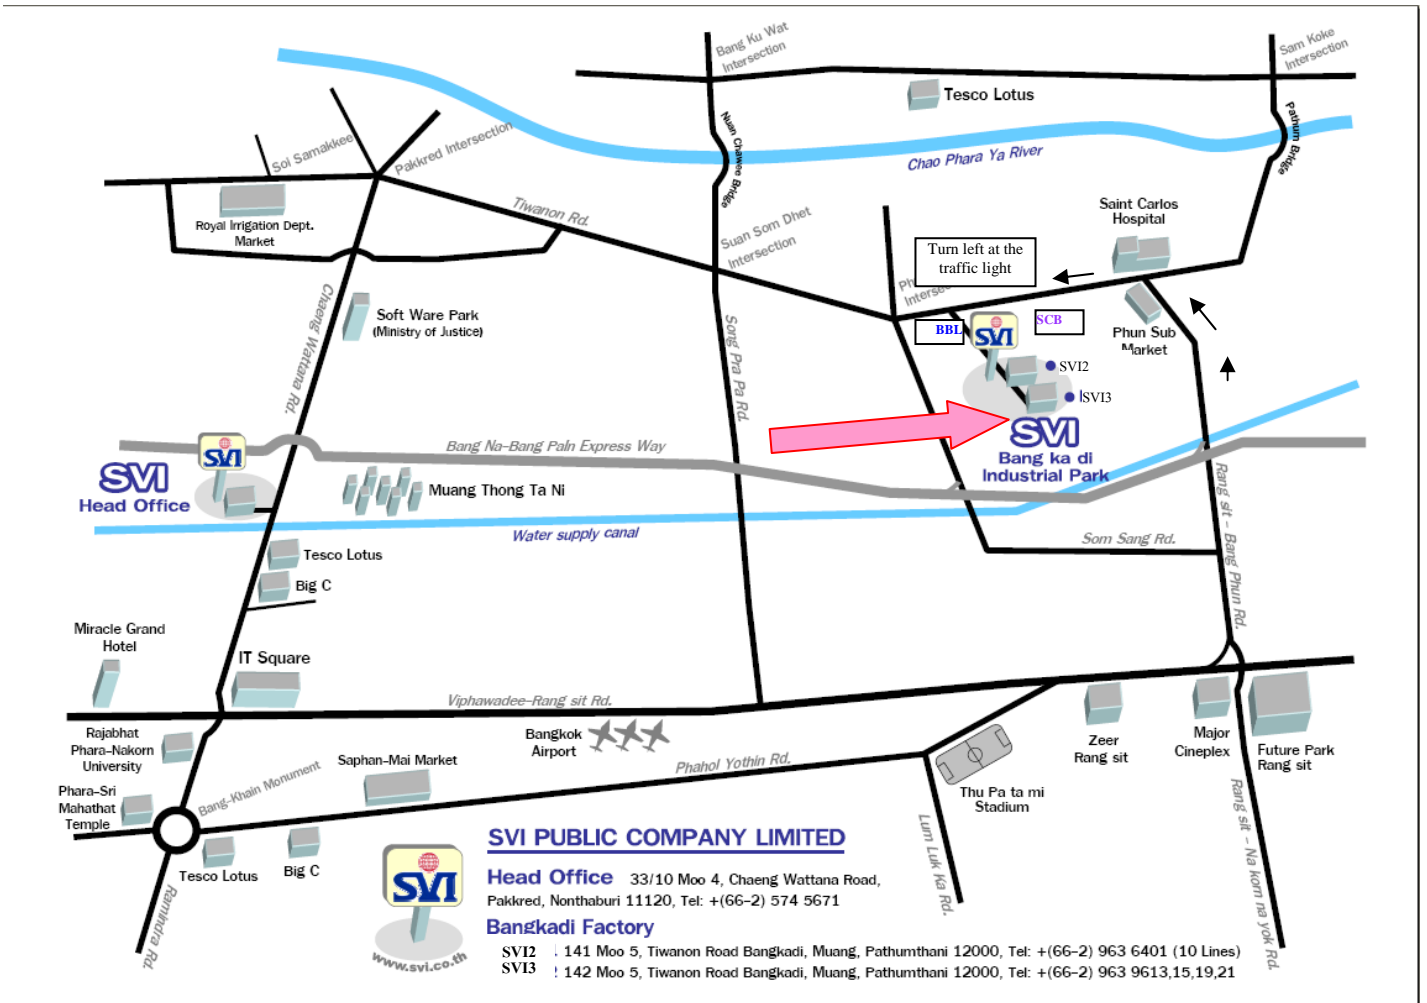 Bang Ku Wat
Intersection
Sam Koke
Intersection
Tesco Lotus
Nuan Chawee Bridge
Pathum Bridge
Soi Samakkee
Pakkred Intersection
Chao Phara Ya River
Royal Irrigation Dept.
Market
Tiwanon Rd.
Suan Som Dhet
Intersection
Saint Carlos
Hospital
Turn left at the
traffic light
Chaeng Wattana Rd.
Soft Ware Park
(Ministry of Justice)
Song Pra Pa Rd.
BBL
SVI
SCB
Phun Sub
Market
SVI2
SVI3
SVI
Bang ka di
Industrial Park
Bang Na-Bang PaIn Express Way
SVI
SVI
Head Office
Muang Thong Ta Ni
Water supply canal
Rang sit - Bang Phun Rd.
Som Sang Rd.
Tesco Lotus
Big C
Miracle Grand
Hotel
IT Square
Viphawadee-Rang sit Rd.
Bangkok
Airport
Rajabhat
Phara-Nakorn
University
Zeer
Rang sit
Major
Cineplex
Future Park
Rang sit
Saphan-Mai Market
Phahol Yothin Rd.
Bang-Khain Monument
Phara-Sri
Mahathat
Temple
Thu Pa ta mi
Stadium
Tesco Lotus
Big C
Lum Luk Ka Rd.
Rang sit - Na korn na yok Rd.
Ramindra Rd.
SVI
www.svi.co.th
SVI PUBLIC COMPANY LIMITED
Head Office 33/10 Moo 4, Chaeng Wattana Road,
Pakkred, Nonthaburi 11120, Tel: +(66-2) 574 5671
Bangkadi Factory
SVI2 141 Moo 5, Tiwanon Road Bangkadi, Muang, Pathumthani 12000, Tel: +(66-2) 963 6401 (10 Lines)
SVI3 142 Moo 5, Tiwanon Road Bangkadi, Muang, Pathumthani 12000, Tel: +(66-2) 963 9613,15,19,21